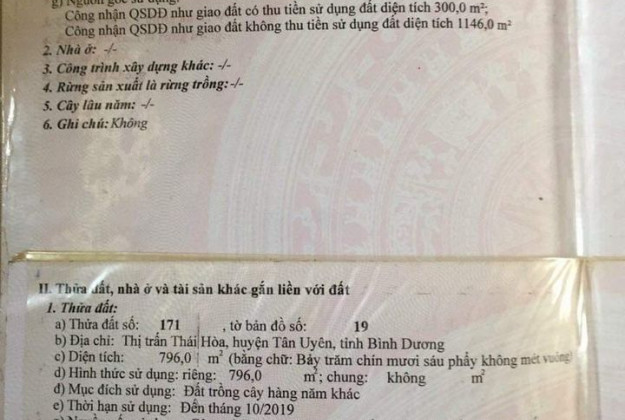 g) Nguồn gốc sử dụng:
Công nhận QSDĐ như giao đất có thu tiền sử dụng đất diện tích 300,0 m²;
Công nhận QSDĐ như giao đất không thu tiền sử dụng đất diện tích 1146,0 m²
2. Nhà ở: -/-
3. Công trình xây dựng khác: -/-
4. Rừng sản xuất là rừng trồng: -/-
5. Cây lâu năm: -/-
6. Ghi chú: Không
II. Thửa đất, nhà ở và tài sản khác gắn liền với đất
1. Thửa đất:
a) Thửa đất số: 171 , tờ bản đồ số: 19
b) Địa chỉ: Thị trấn Thái Hòa, huyện Tân Uyên, tỉnh Bình Dương
c) Diện tích: 796,0 m² (bằng chữ: Bảy trăm chín mươi sáu phẩy không mét vuông)
d) Hình thức sử dụng: riêng: 796,0 m²; chung: không m²
đ) Mục đích sử dụng: Đất trồng cây hàng năm khác
e) Thời hạn sử dụng: Đến tháng 10/2019